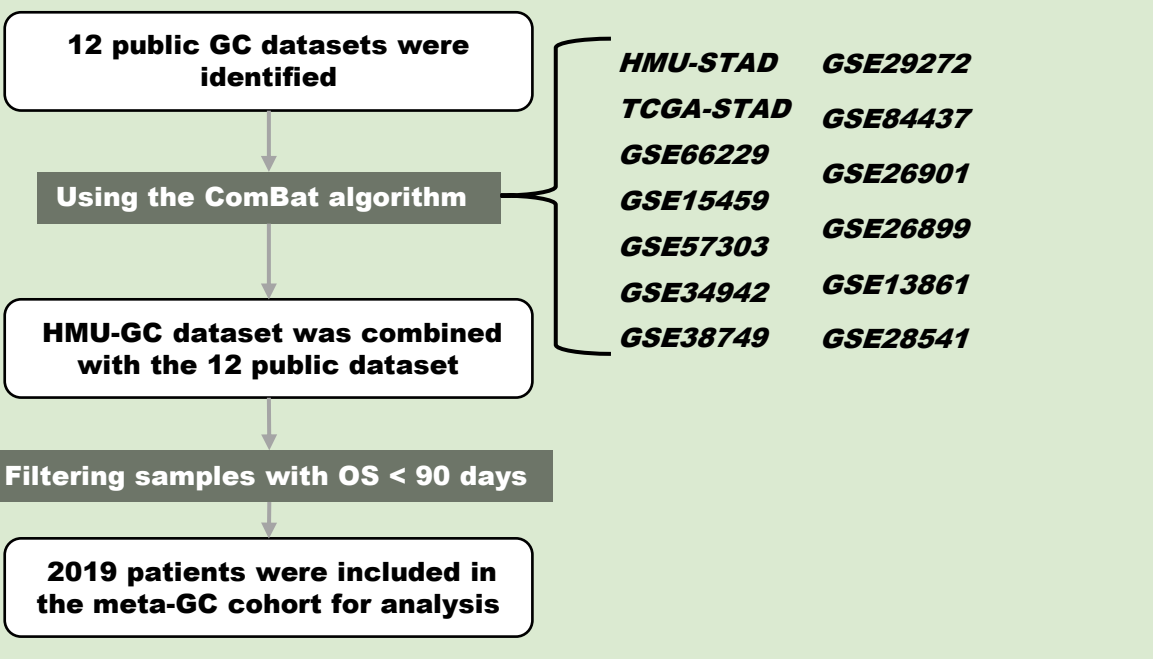 12 public GC datasets were
identified
Using the ComBat algorithm
HMU-GC dataset was combined
with the 12 public dataset
Filtering samples with OS < 90 days
2019 patients were included in
the meta-GC cohort for analysis
HMU-STAD
TCGA-STAD
GSE66229
GSE15459
GSE57303
GSE34942
GSE38749
GSE29272
GSE84437
GSE26901
GSE26899
GSE13861
GSE28541